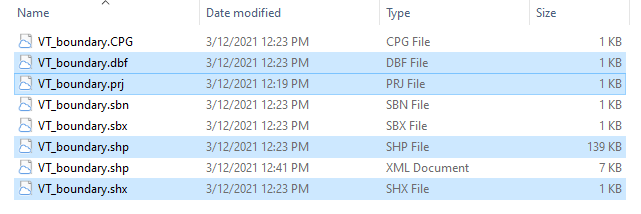 Name Date modified Type Size
VT_boundary.CPG 3/12/2021 12:23 PM CPG File 1 KB
VT_boundary.dbf 3/12/2021 12:23 PM DBF File 1 KB
VT_boundary.prj 3/12/2021 12:19 PM PRJ File 1 KB
VT_boundary.sbn 3/12/2021 12:23 PM SBN File 1 KB
VT_boundary.sbx 3/12/2021 12:23 PM SBX File 1 KB
VT_boundary.shp 3/12/2021 12:23 PM SHP File 139 KB
VT_boundary.shp 3/12/2021 12:41 PM XML Document 7 KB
VT_boundary.shx 3/12/2021 12:23 PM SHX File 1 KB